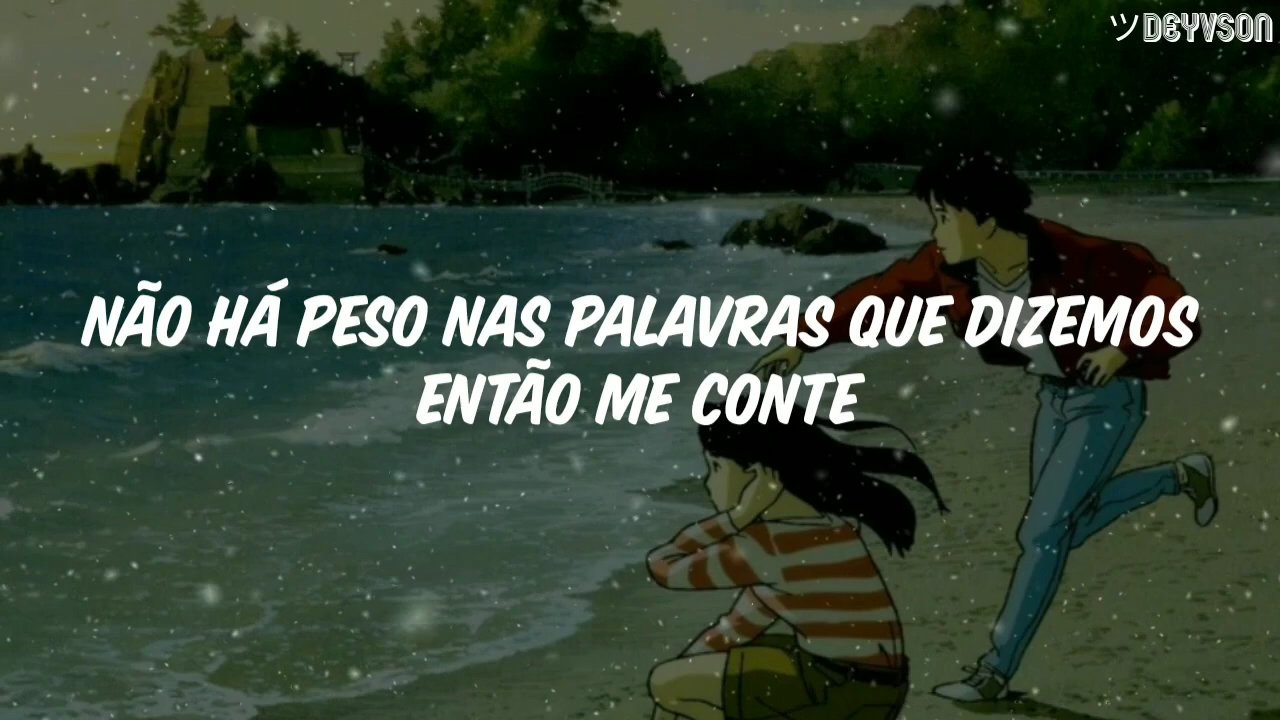 ツDEYVSON
NÃO HÁ PESO NAS PALAVRAS QUE DIZEMOS
ENTÃO ME CONTE